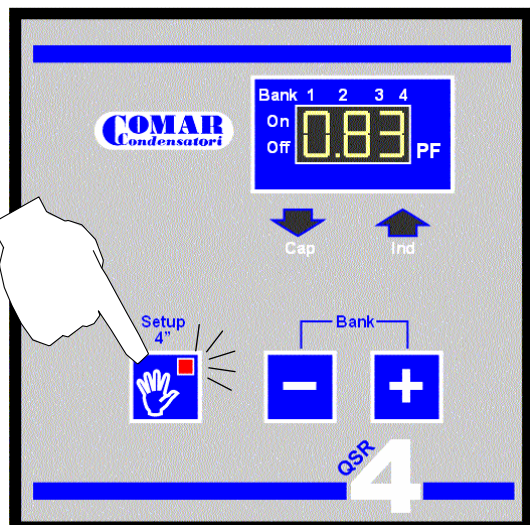 Bank 1 2 3 4
On
Off
0.83
PF
COMAR
Condensatori
Cap
Ind
Setup
4”
Bank
−
+
QSR
4